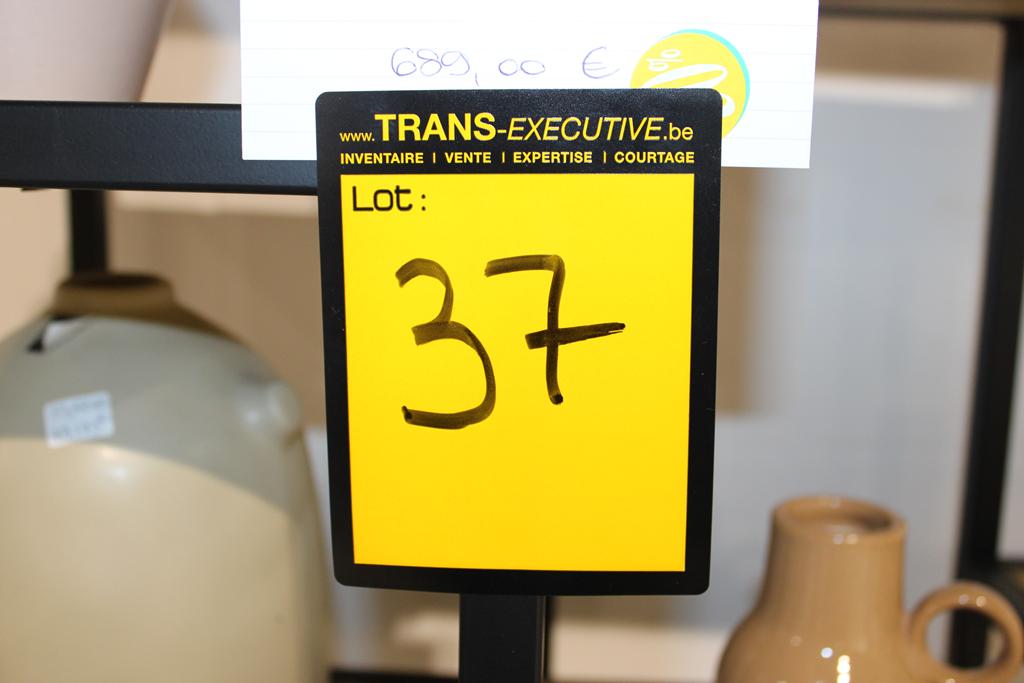 689,00 €
%
www.TRANS-EXECUTIVE.be
INVENTAIRE | VENTE | EXPERTISE | COURTAGE
Lot :
37